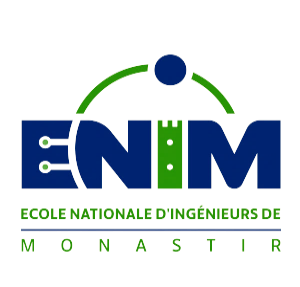 ENIM
ECOLE NATIONALE D'INGÉNIEURS DE
MONASTIR